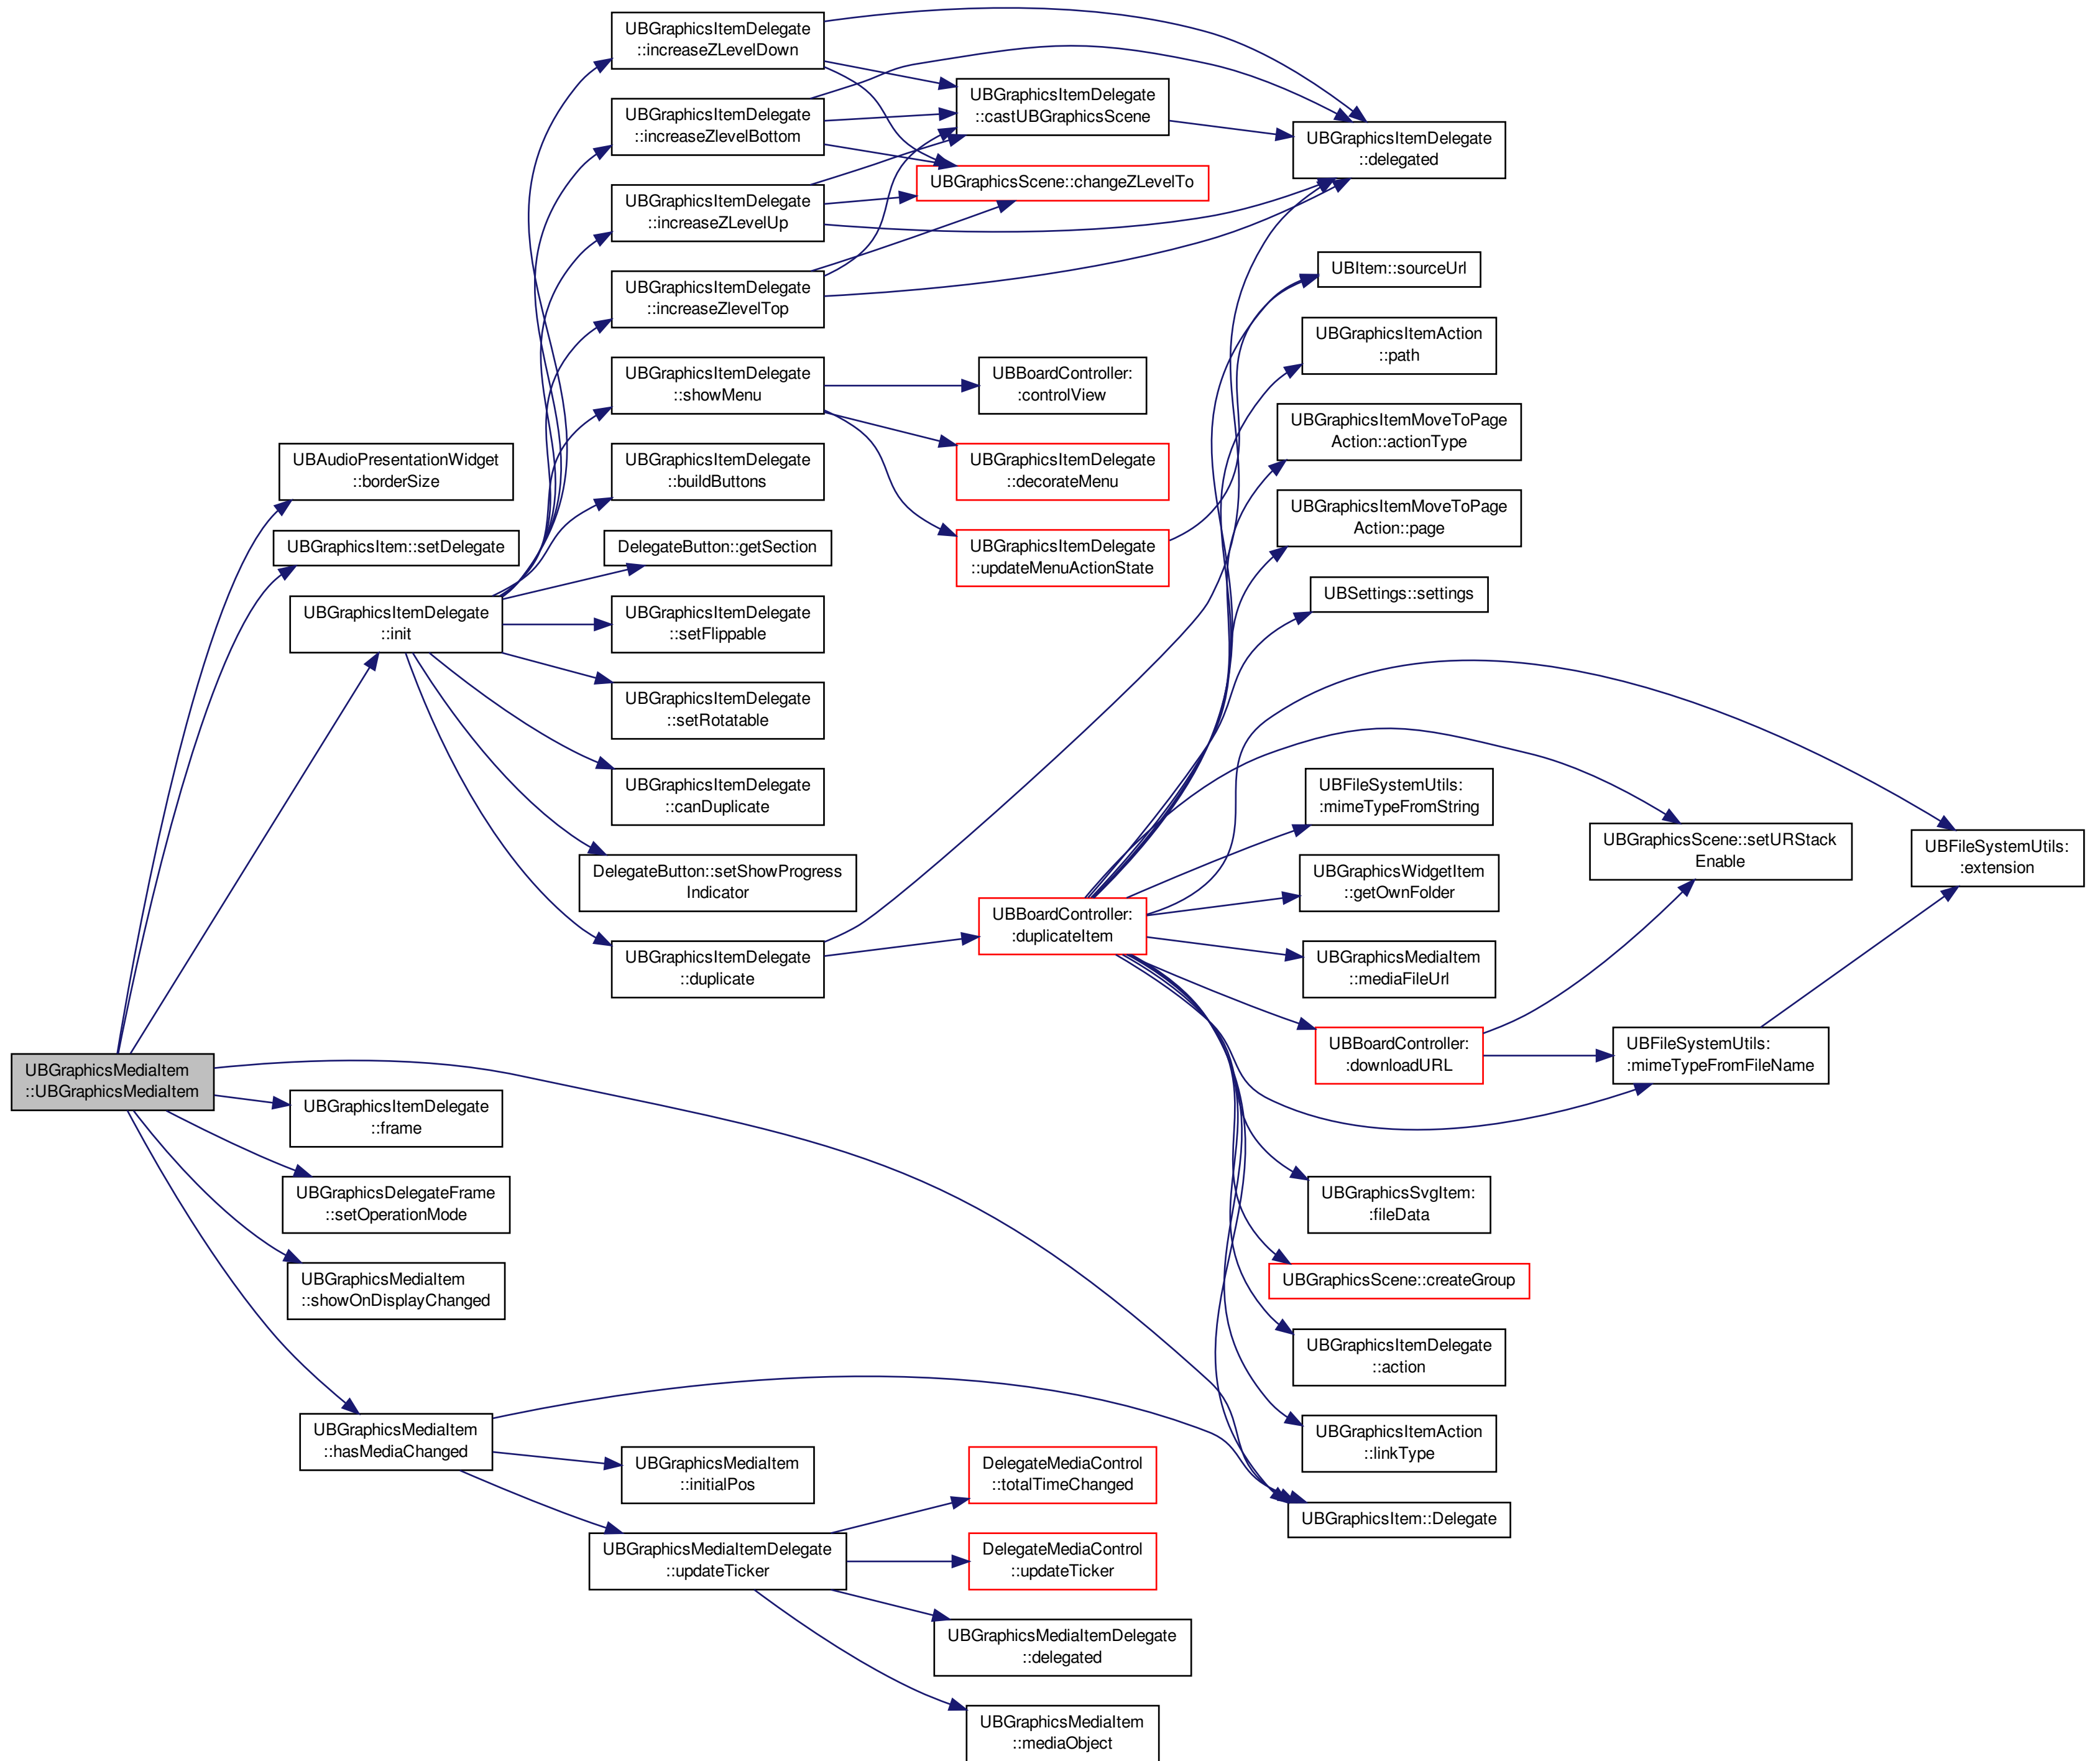 UBGraphicsMediaItem
::UBGraphicsMediaItem
UBAudioPresentationWidget
::borderSize
UBGraphicsItem::setDelegate
UBGraphicsItemDelegate
::init
UBGraphicsItemDelegate
::frame
UBGraphicsDelegateFrame
::setOperationMode
UBGraphicsMediaItem
::showOnDisplayChanged
UBGraphicsMediaItem
::hasMediaChanged
UBGraphicsItemDelegate
::increaseZLevelDown
UBGraphicsItemDelegate
::increaseZlevelBottom
UBGraphicsItemDelegate
::increaseZLevelUp
UBGraphicsItemDelegate
::increaseZlevelTop
UBGraphicsItemDelegate
::showMenu
UBGraphicsItemDelegate
::buildButtons
DelegateButton::getSection
UBGraphicsItemDelegate
::setFlippable
UBGraphicsItemDelegate
::setRotatable
UBGraphicsItemDelegate
::canDuplicate
DelegateButton::setShowProgress
Indicator
UBGraphicsItemDelegate
::duplicate
UBGraphicsMediaItem
::initialPos
UBGraphicsMediaItemDelegate
::updateTicker
UBGraphicsItemDelegate
::castUBGraphicsScene
UBGraphicsScene::changeZLevelTo
UBBoardController:
:controlView
UBGraphicsItemDelegate
::decorateMenu
UBGraphicsItemDelegate
::updateMenuActionState
UBBoardController:
:duplicateItem
DelegateMediaControl
::totalTimeChanged
DelegateMediaControl
::updateTicker
UBGraphicsMediaItemDelegate
::delegated
UBGraphicsMediaItem
::mediaObject
UBGraphicsItemDelegate
::delegated
UBItem::sourceUrl
UBGraphicsItemAction
::path
UBGraphicsItemMoveToPage
Action::actionType
UBGraphicsItemMoveToPage
Action::page
UBSettings::settings
UBFileSystemUtils:
:mimeTypeFromString
UBGraphicsWidgetItem
::getOwnFolder
UBGraphicsMediaItem
::mediaFileUrl
UBBoardController:
:downloadURL
UBGraphicsSvgItem:
:fileData
UBGraphicsScene::createGroup
UBGraphicsItemDelegate
::action
UBGraphicsItemAction
::linkType
UBGraphicsItem::Delegate
UBGraphicsScene::setURStack
Enable
UBFileSystemUtils:
:mimeTypeFromFileName
UBFileSystemUtils:
:extension